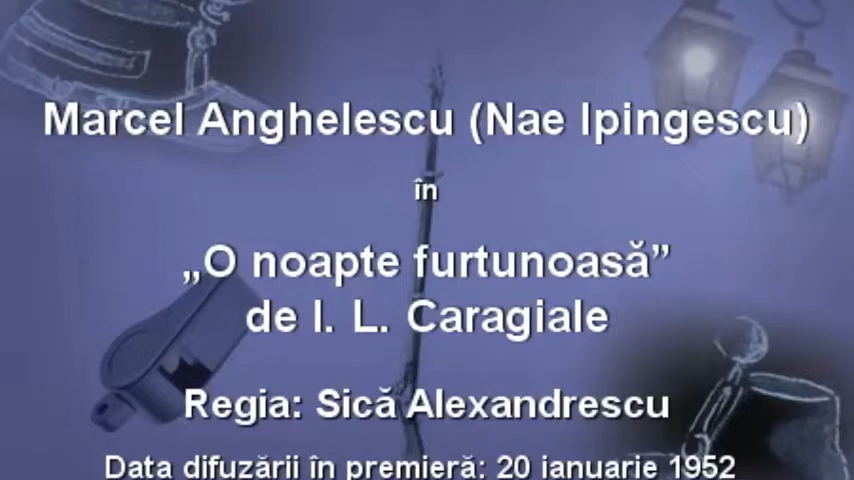 Marcel Anghelescu (Nae Ipingescu)
în
„O noapte furtunoasă”
de I. L. Caragiale
Regia: Sică Alexandrescu
Data difuzării în premieră: 20 ianuarie 1952